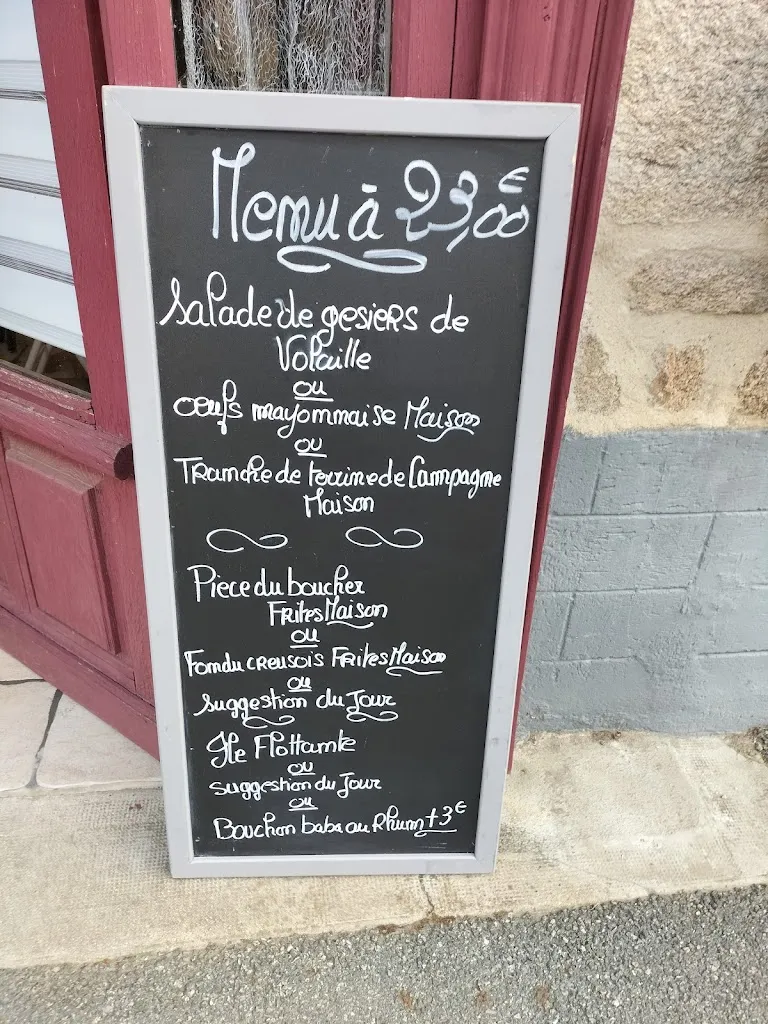 Menu à 23,00€
Salade de gesiers de
Volaille
ou
oeufs mayonnaise Maison
ou
Tranche de terrine de Campagne
Maison
Piece du boucher
Frites Maison
ou
Fondu creusois Frites Maison
ou
suggestion du Jour
Ile Flottante
ou
suggestion du Jour
ou
Bouchon baba au Rhum +3€